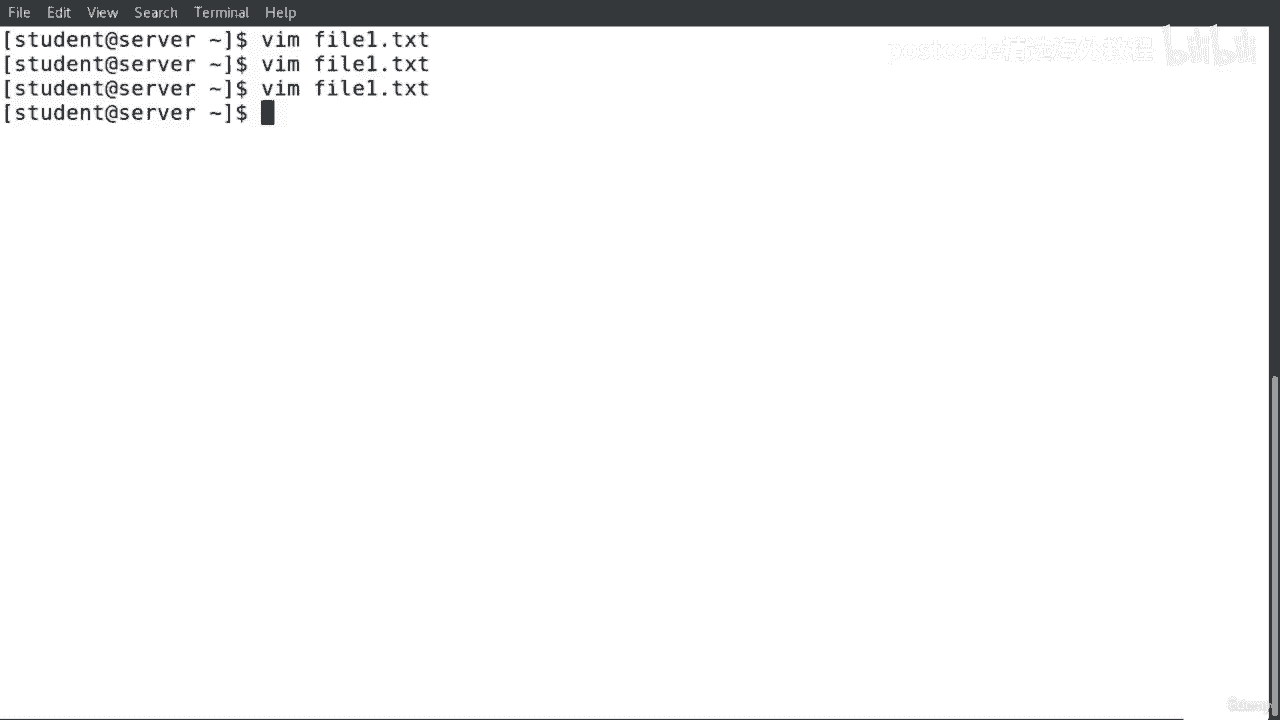 File Edit View Search Terminal Help
[student@server ~]$ vim file1.txt
[student@server ~]$ vim file1.txt
[student@server ~]$ vim file1.txt
[student@server ~]$
postcode精选海外教程 bilibili